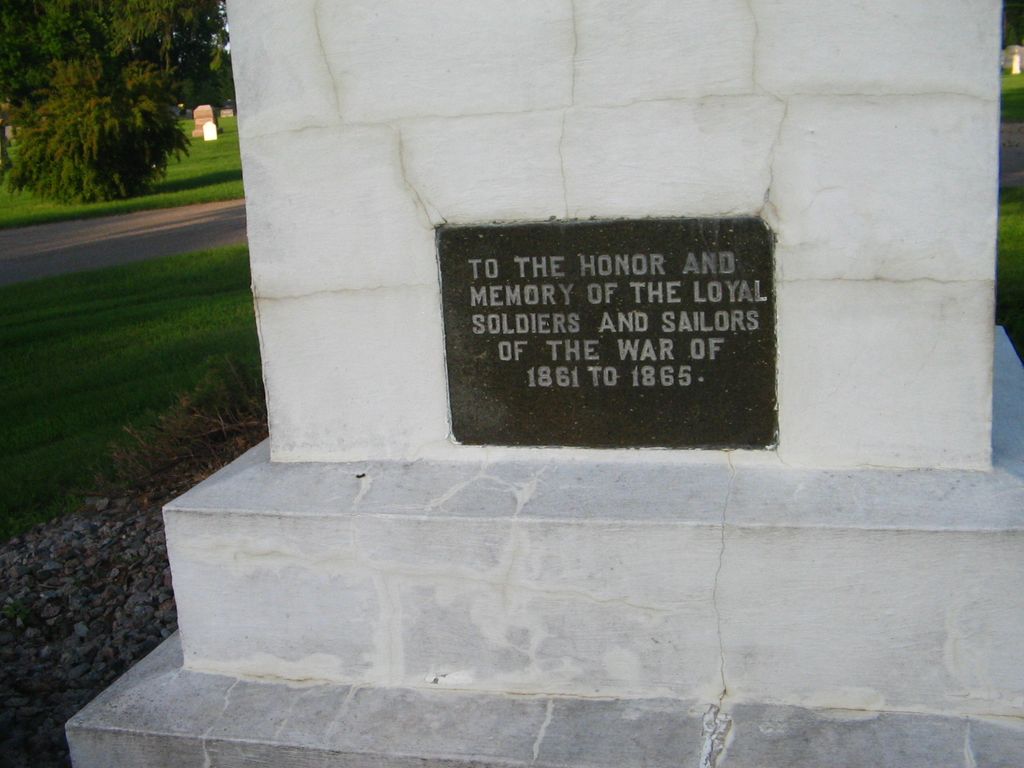 TO THE HONOR AND
MEMORY OF THE LOYAL
SOLDIERS AND SAILORS
OF THE WAR OF
1861 TO 1865.